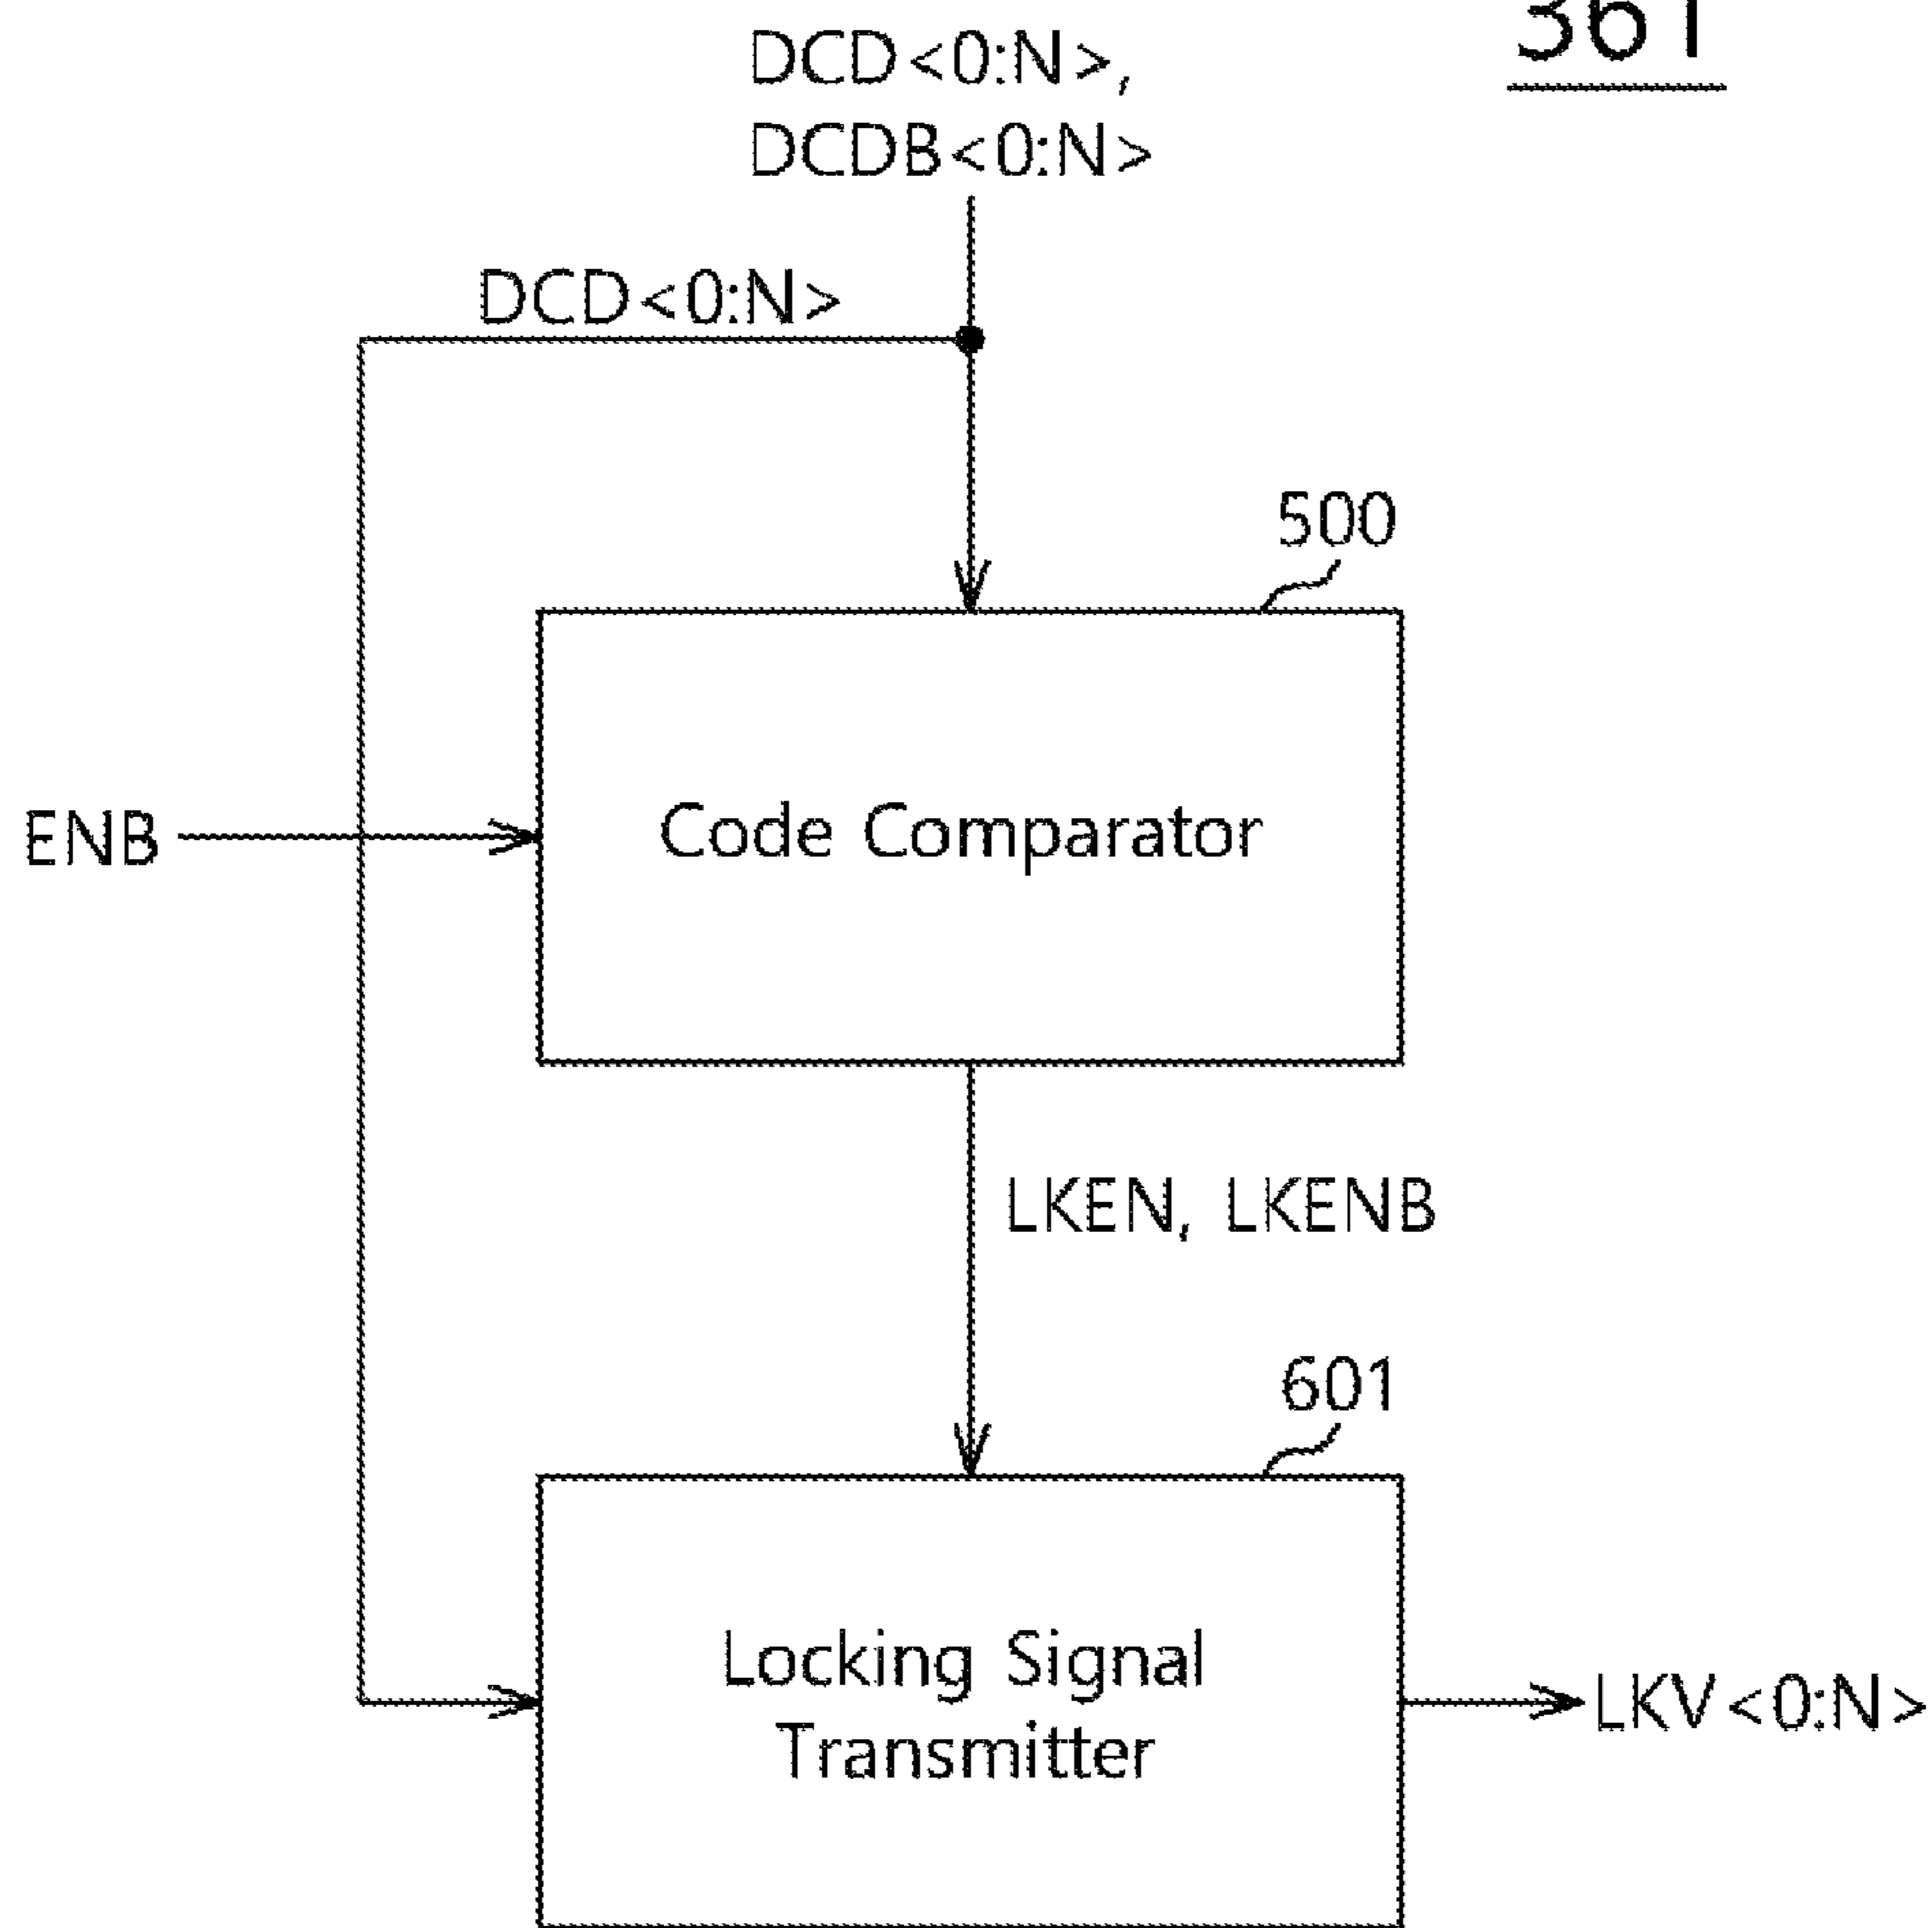 361
DCD<0:N>,
DCDB<0:N>
DCD<0:N>
500
ENB
Code Comparator
LKEN, LKENB
601
Locking Signal
Transmitter
LKV<0:N>